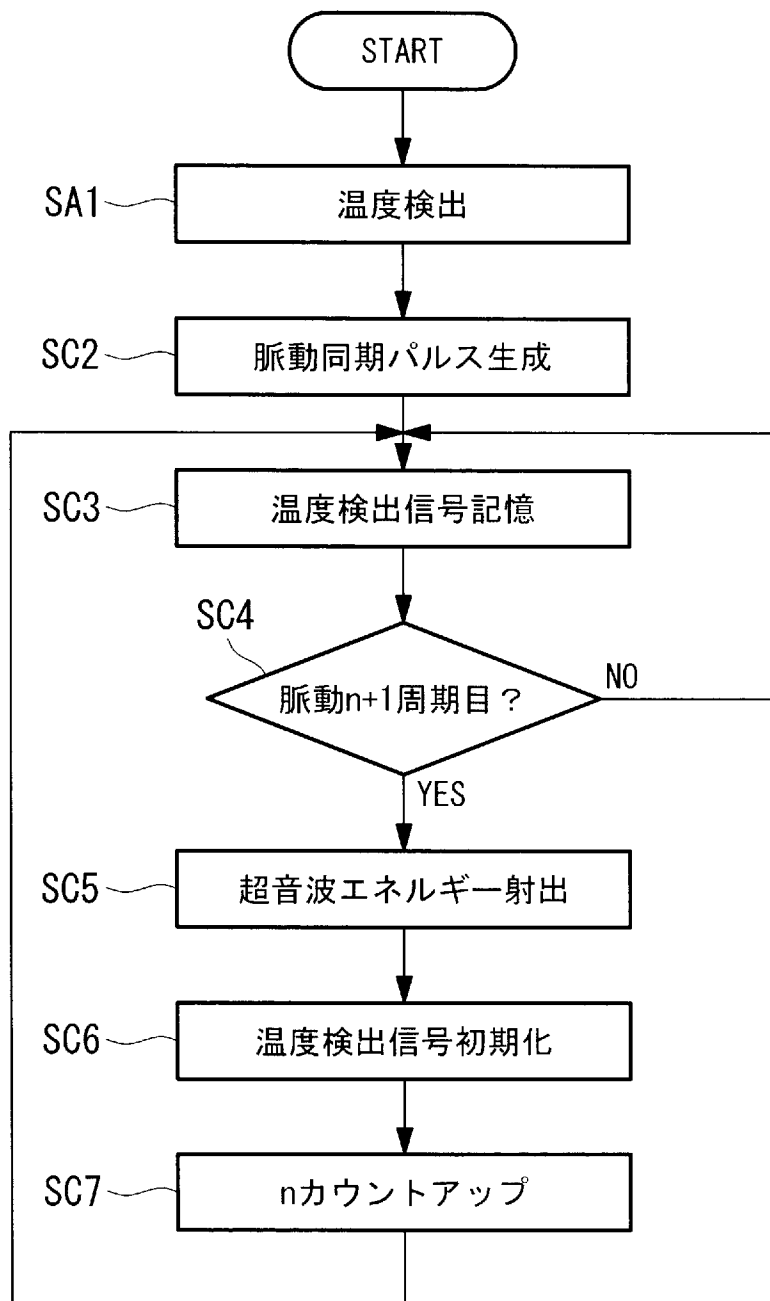 START
SA1
温度検出
SC2
脈動同期パルス生成
SC3
温度検出信号記憶
SC4
脈動n+1周期目？
NO
YES
SC5
超音波エネルギー射出
SC6
温度検出信号初期化
SC7
nカウントアップ